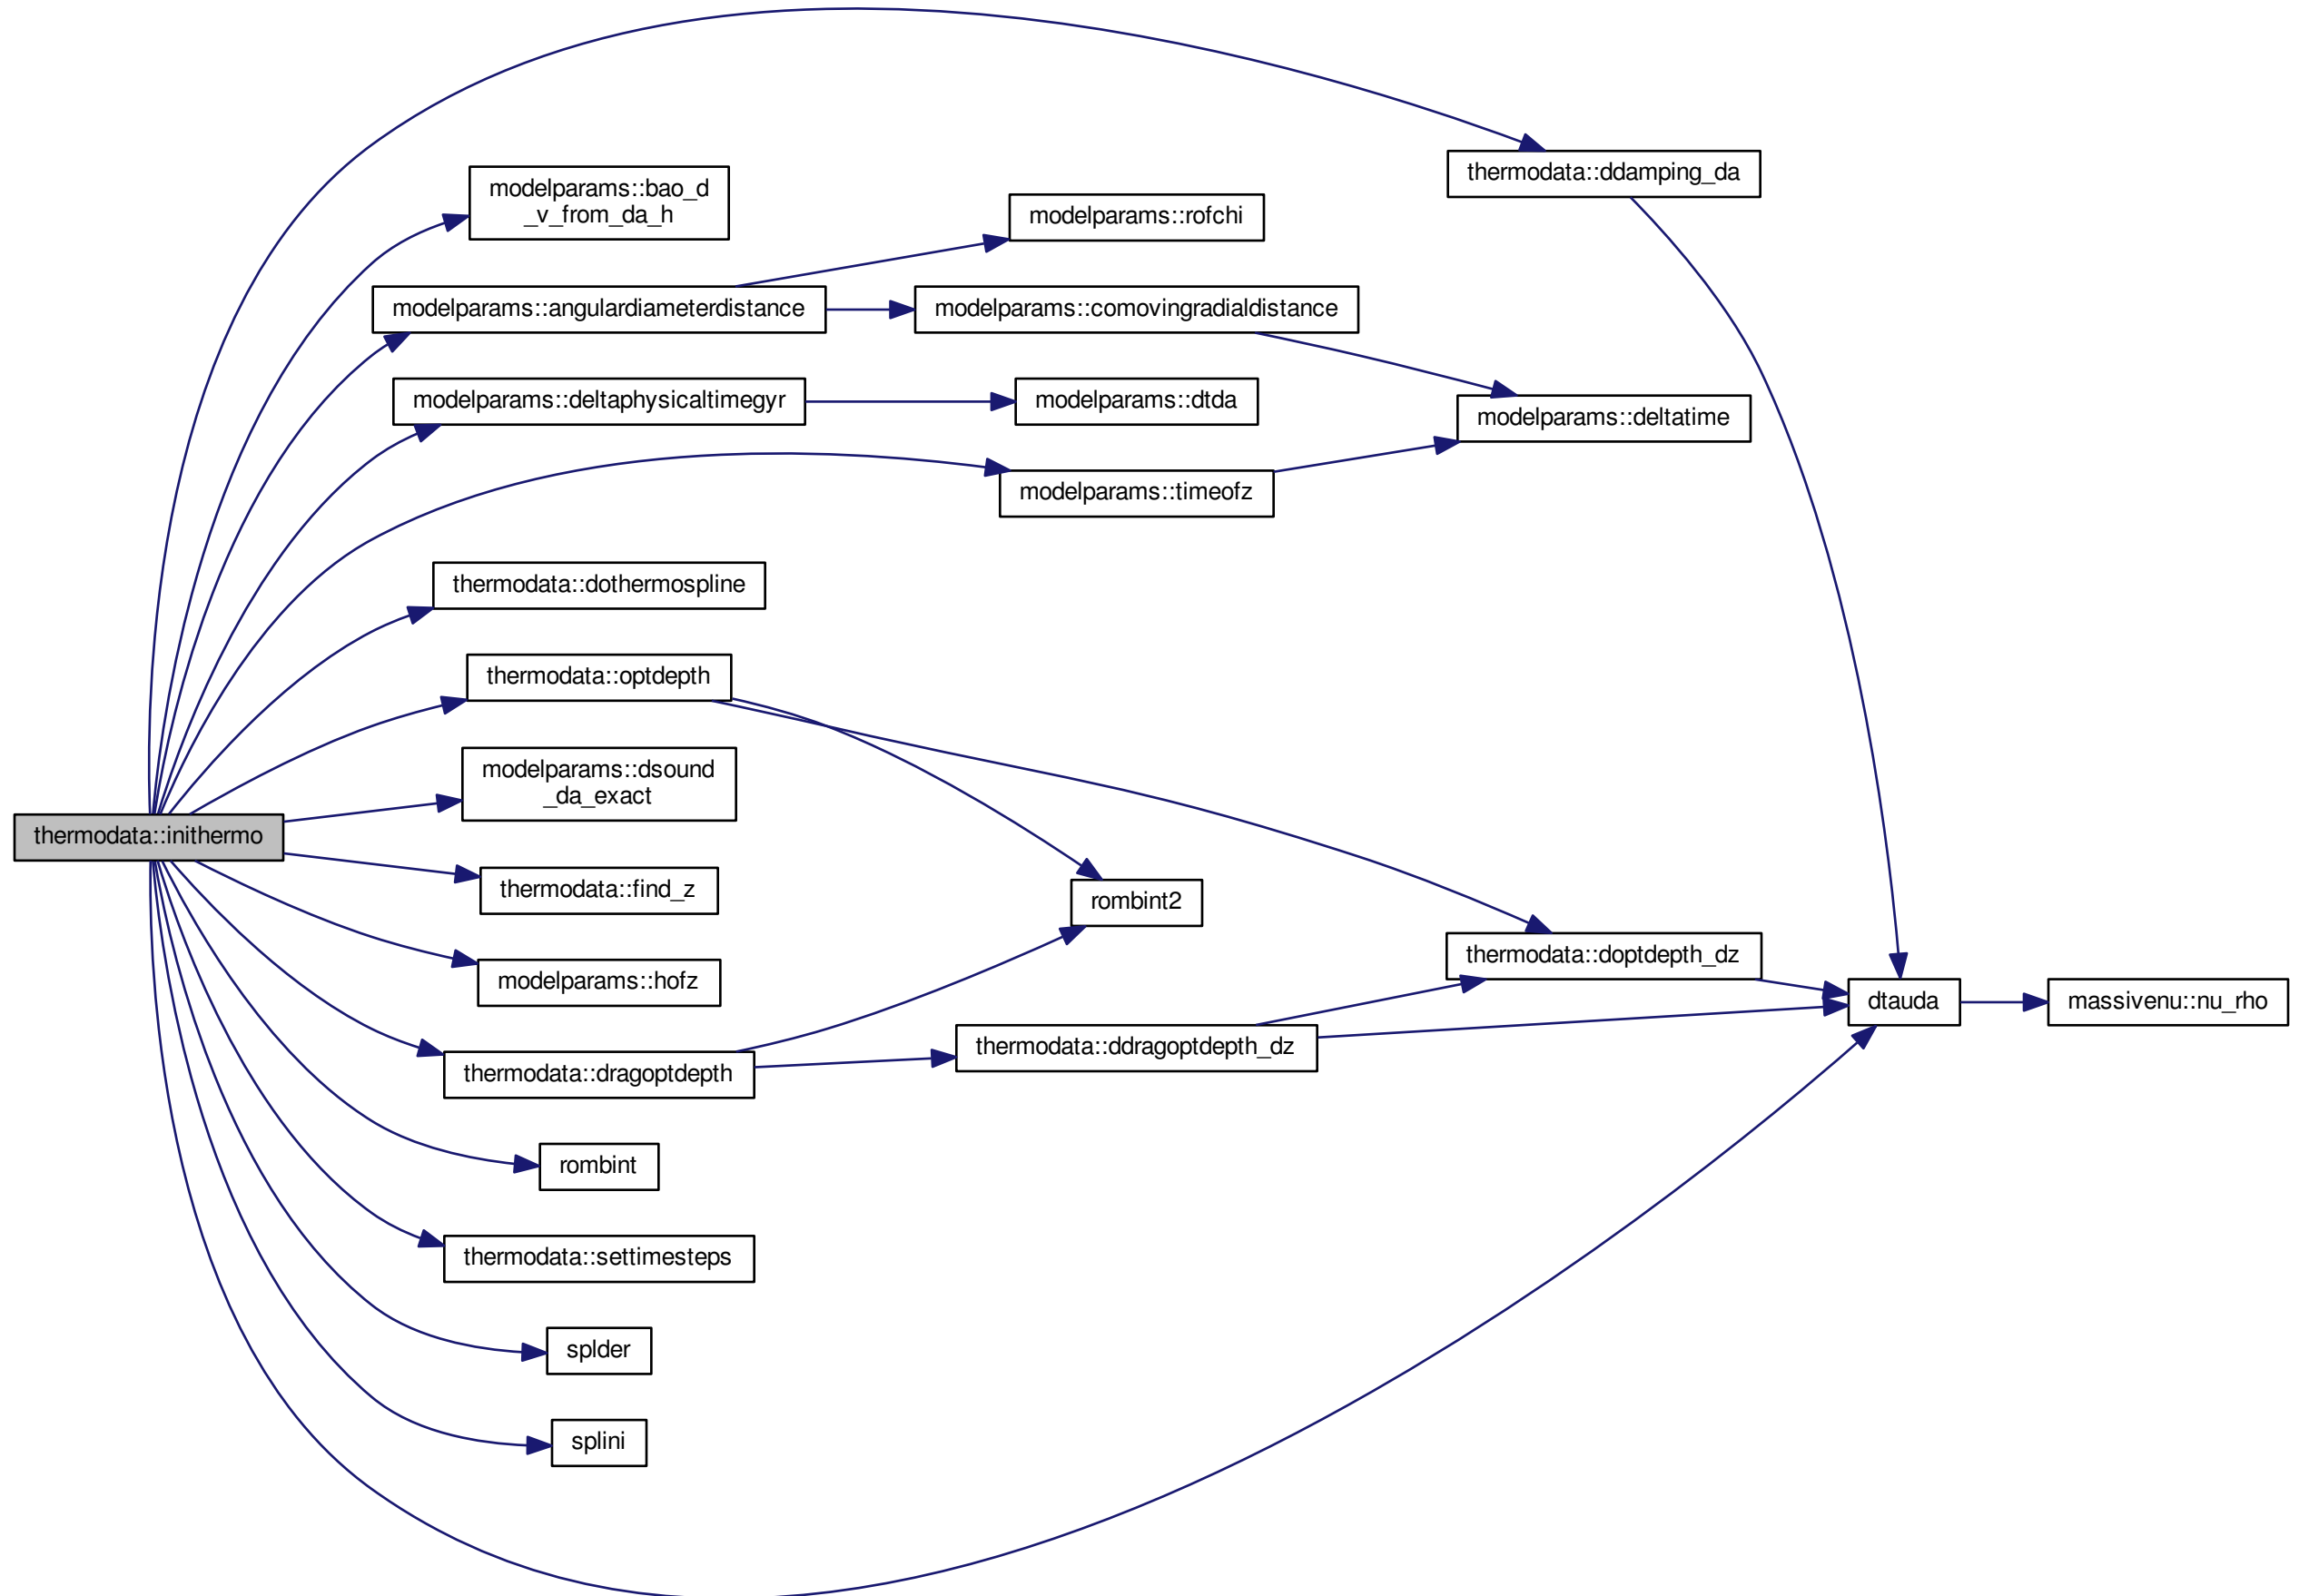 thermodata::ddamping_da
modelparams::bao_d
_v_from_da_h
modelparams::rofchi
modelparams::angulardiameterdistance
modelparams::comovingradialdistance
modelparams::deltaphysicaltimegyr
modelparams::dtda
modelparams::deltatime
modelparams::timeofz
thermodata::dothermospline
thermodata::optdepth
modelparams::dsound
_da_exact
thermodata::inithermo
thermodata::find_z
rombint2
thermodata::doptdepth_dz
modelparams::hofz
dtauda
massivenu::nu_rho
thermodata::ddragoptdepth_dz
thermodata::dragoptdepth
rombint
thermodata::settimesteps
splder
splini